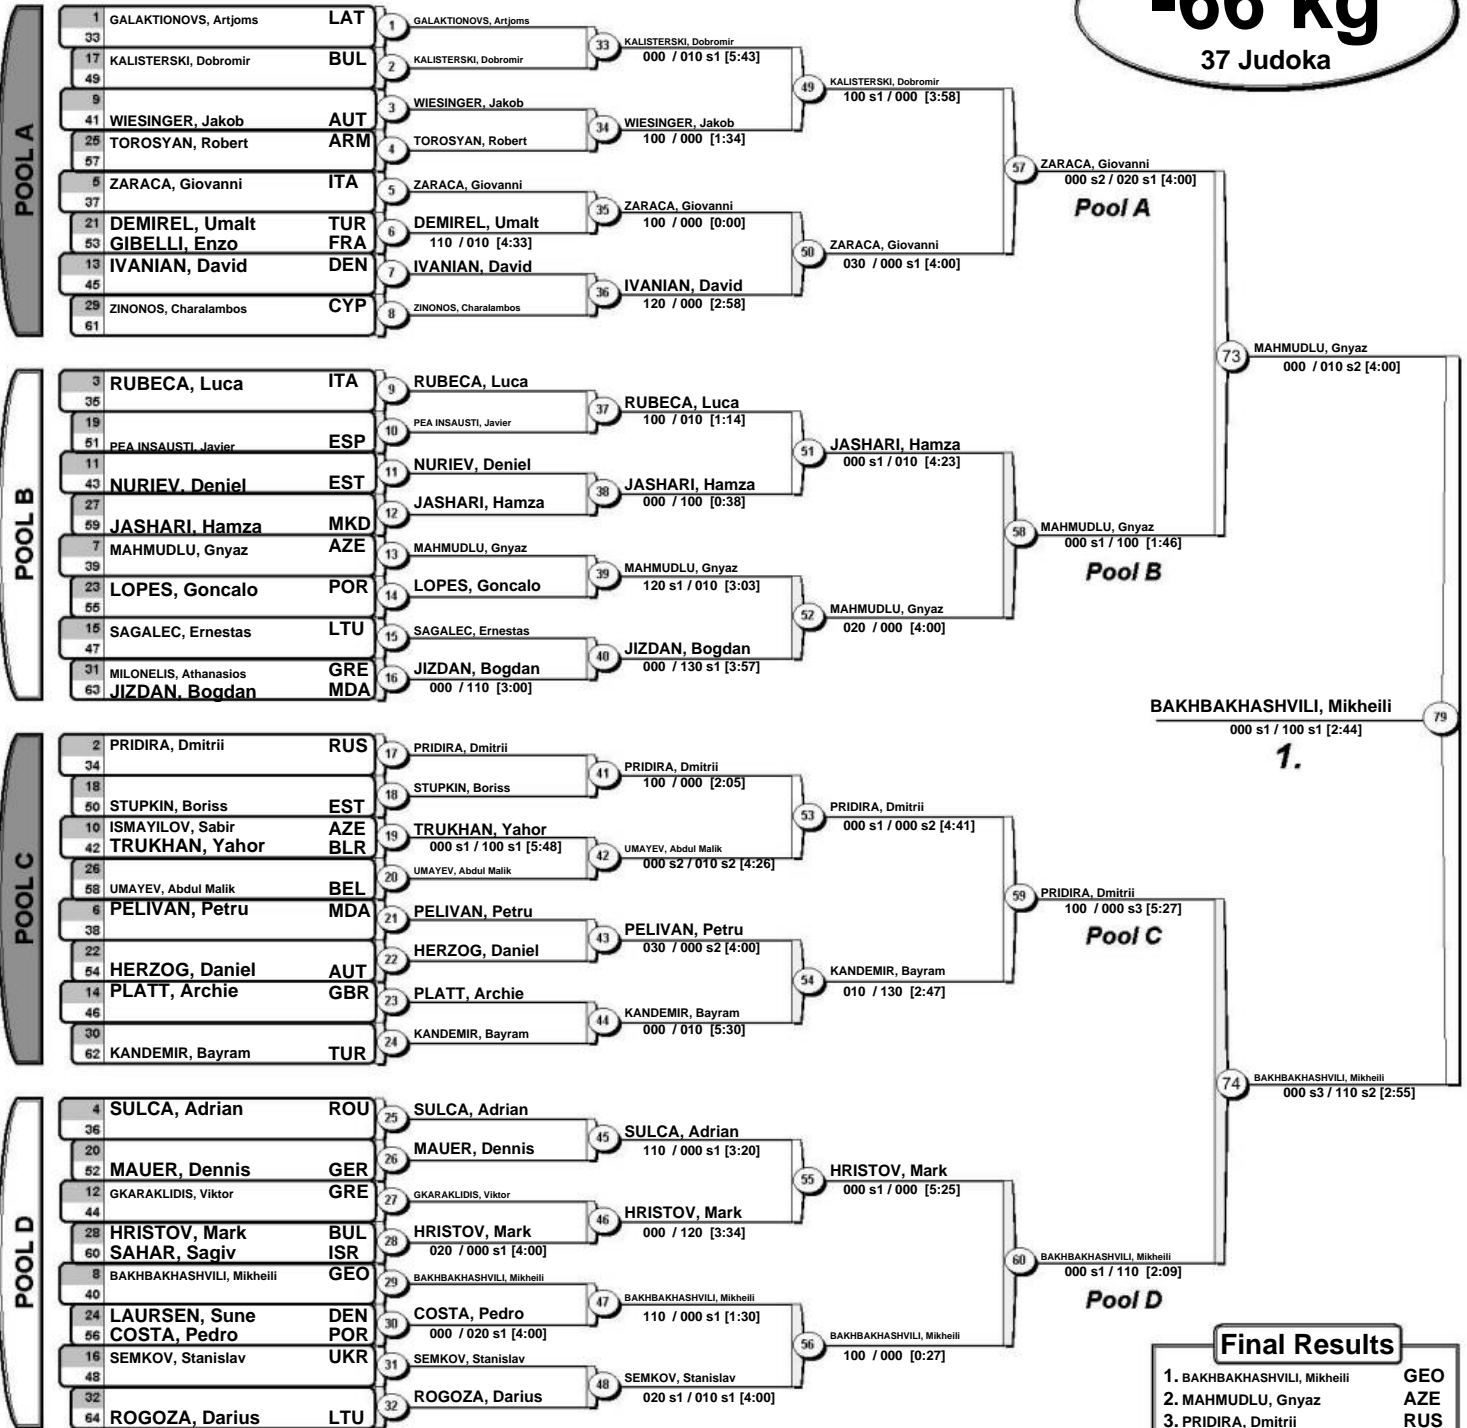 -66 kg
37 Judoka
POOL A
1 GALAKTIONOVS, Artjoms LAT
33
17 KALISTERSKI, Dobromir BUL
49
9
41 WIESINGER, Jakob AUT
25 TOROSYAN, Robert ARM
57
5 ZARACA, Giovanni ITA
37
21 DEMIREL, Umalt TUR
53 GIBELLI, Enzo FRA
13 IVANIAN, David DEN
45
29 ZINONOS, Charalambos CYP
61
1 GALAKTIONOVS, Artjoms
2 KALISTERSKI, Dobromir
3 WIESINGER, Jakob
4 TOROSYAN, Robert
5 ZARACA, Giovanni
6 DEMIREL, Umalt
110 / 010 [4:33]
7 IVANIAN, David
8 ZINONOS, Charalambos
33 KALISTERSKI, Dobromir
000 / 010 s1 [5:43]
34 WIESINGER, Jakob
100 / 000 [1:34]
35 ZARACA, Giovanni
100 / 000 [0:00]
36 IVANIAN, David
120 / 000 [2:58]
49 KALISTERSKI, Dobromir
100 s1 / 000 [3:58]
50 ZARACA, Giovanni
030 / 000 s1 [4:00]
57 ZARACA, Giovanni
000 s2 / 020 s1 [4:00]
Pool A
POOL B
3 RUBECA, Luca ITA
35
19
51 PEA INSAUSTI, Javier ESP
11
43 NURIEV, Deniel EST
27
59 JASHARI, Hamza MKD
7 MAHMUDLU, Gnyaz AZE
39
23 LOPES, Goncalo POR
55
15 SAGALEC, Ernestas LTU
47
31 MILONELIS, Athanasios GRE
63 JIZDAN, Bogdan MDA
9 RUBECA, Luca
10 PEA INSAUSTI, Javier
11 NURIEV, Deniel
12 JASHARI, Hamza
13 MAHMUDLU, Gnyaz
14 LOPES, Goncalo
15 SAGALEC, Ernestas
16 JIZDAN, Bogdan
000 / 110 [3:00]
37 RUBECA, Luca
100 / 010 [1:14]
38 JASHARI, Hamza
000 / 100 [0:38]
39 MAHMUDLU, Gnyaz
120 s1 / 010 [3:03]
40 JIZDAN, Bogdan
000 / 130 s1 [3:57]
51 JASHARI, Hamza
000 s1 / 010 [4:23]
52 MAHMUDLU, Gnyaz
020 / 000 [4:00]
58 MAHMUDLU, Gnyaz
000 s1 / 100 [1:46]
Pool B
73 MAHMUDLU, Gnyaz
000 / 010 s2 [4:00]
BAKHBAKHASHVILI, Mikheili 79
000 s1 / 100 s1 [2:44]
1.
POOL C
2 PRIDIRA, Dmitrii RUS
34
18
50 STUPKIN, Boriss EST
10 ISMAYILOV, Sabir AZE
42 TRUKHAN, Yahor BLR
26
58 UMAYEV, Abdul Malik BEL
6 PELIVAN, Petru MDA
38
22
54 HERZOG, Daniel AUT
14 PLATT, Archie GBR
46
30
62 KANDEMIR, Bayram TUR
17 PRIDIRA, Dmitrii
18 STUPKIN, Boriss
19 TRUKHAN, Yahor
000 s1 / 100 s1 [5:48]
20 UMAYEV, Abdul Malik
21 PELIVAN, Petru
22 HERZOG, Daniel
23 PLATT, Archie
24 KANDEMIR, Bayram
41 PRIDIRA, Dmitrii
100 / 000 [2:05]
42 UMAYEV, Abdul Malik
000 s2 / 010 s2 [4:26]
43 PELIVAN, Petru
030 / 000 s2 [4:00]
44 KANDEMIR, Bayram
000 / 010 [5:30]
53 PRIDIRA, Dmitrii
000 s1 / 000 s2 [4:41]
54 KANDEMIR, Bayram
010 / 130 [2:47]
59 PRIDIRA, Dmitrii
100 / 000 s3 [5:27]
Pool C
POOL D
4 SULCA, Adrian ROU
36
20
52 MAUER, Dennis GER
12 GKARAKLIDIS, Viktor GRE
44
28 HRISTOV, Mark BUL
60 SAHAR, Sagiv ISR
8 BAKHBAKHASHVILI, Mikheili GEO
40
24 LAURSEN, Sune DEN
56 COSTA, Pedro POR
16 SEMKOV, Stanislav UKR
48
32
64 ROGOZA, Darius LTU
25 SULCA, Adrian
26 MAUER, Dennis
27 GKARAKLIDIS, Viktor
28 HRISTOV, Mark
020 / 000 s1 [4:00]
29 BAKHBAKHASHVILI, Mikheili
30 COSTA, Pedro
000 / 020 s1 [4:00]
31 SEMKOV, Stanislav
32 ROGOZA, Darius
45 SULCA, Adrian
110 / 000 s1 [3:20]
46 HRISTOV, Mark
000 / 120 [3:34]
47 BAKHBAKHASHVILI, Mikheili
110 / 000 s1 [1:30]
48 SEMKOV, Stanislav
020 s1 / 010 s1 [4:00]
55 HRISTOV, Mark
000 s1 / 000 [5:25]
56 BAKHBAKHASHVILI, Mikheili
100 / 000 [0:27]
60 BAKHBAKHASHVILI, Mikheili
000 s1 / 110 [2:09]
Pool D
74 BAKHBAKHASHVILI, Mikheili
000 s3 / 110 s2 [2:55]
Final Results
1. BAKHBAKHASHVILI, Mikheili GEO
2. MAHMUDLU, Gnyaz AZE
3. PRIDIRA, Dmitrii RUS